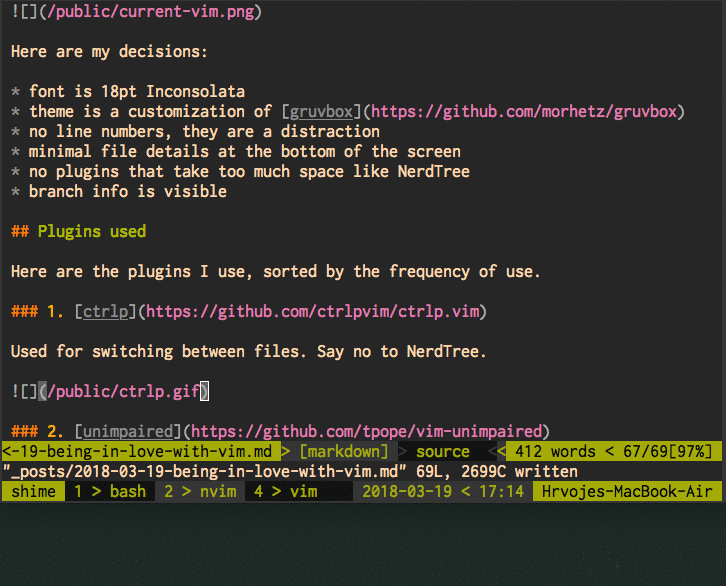 ![](/public/current-vim.png)
Here are my decisions:
* font is 18pt Inconsolata
* theme is a customization of [gruvbox](https://github.com/morhetz/gruvbox)
* no line numbers, they are a distraction
* minimal file details at the bottom of the screen
* no plugins that take too much space like NerdTree
* branch info is visible
## Plugins used
Here are the plugins I use, sorted by the frequency of use.
### 1. [ctrlp](https://github.com/ctrlpvim/ctrlp.vim)
Used for switching between files. Say no to NerdTree.
![](/public/ctrlp.gif)
### 2. [unimpaired](https://github.com/tpope/vim-unimpaired)
<-19-being-in-love-with-vim.md > [markdown] > source < < 412 words < 67/69[97%]
"_posts/2018-03-19-being-in-love-with-vim.md" 69L, 2699C written
shime 1 > bash 2 > nvim 4 > vim 2018-03-19 < 17:14 Hrvojes-MacBook-Air